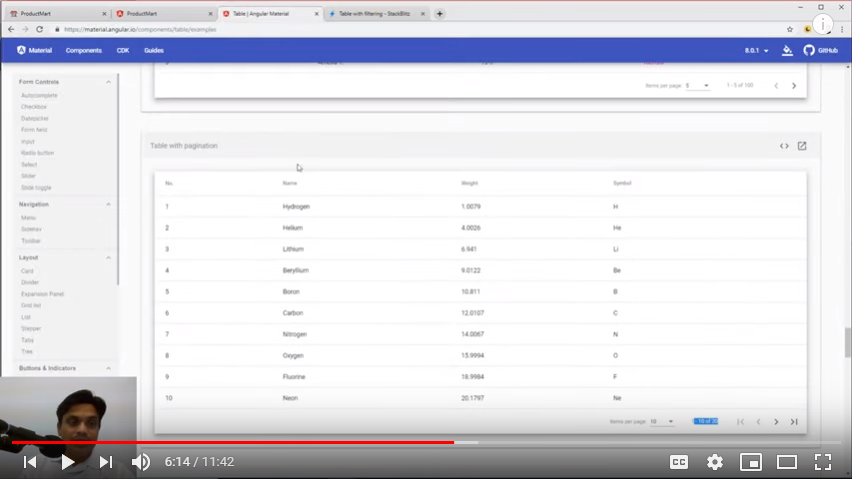 ProductMart
ProductMart
Table | Angular Material
Table with filtering - StackBlitz
https://material.angular.io/components/table/examples
Material Components CDK Guides 8.0.1 GitHub
Form Controls
Autocomplete
Checkbox
Datepicker
Form field
Input
Radio button
Select
Slider
Slide toggle
Navigation
Menu
Sidenav
Toolbar
Layout
Card
Divider
Expansion Panel
Grid list
List
Stepper
Tabs
Tree
Buttons & Indicators
Items per page: 5 1 - 5 of 100
Table with pagination
No. Name Weight Symbol
1 Hydrogen 1.0079 H
2 Helium 4.0026 He
3 Lithium 6.941 Li
4 Beryllium 9.0122 Be
5 Boron 10.811 B
6 Carbon 12.0107 C
7 Nitrogen 14.0067 N
8 Oxygen 15.9994 O
9 Fluorine 18.9984 F
10 Neon 20.1797 Ne
Items per page: 10
6:14 / 11:42
CC